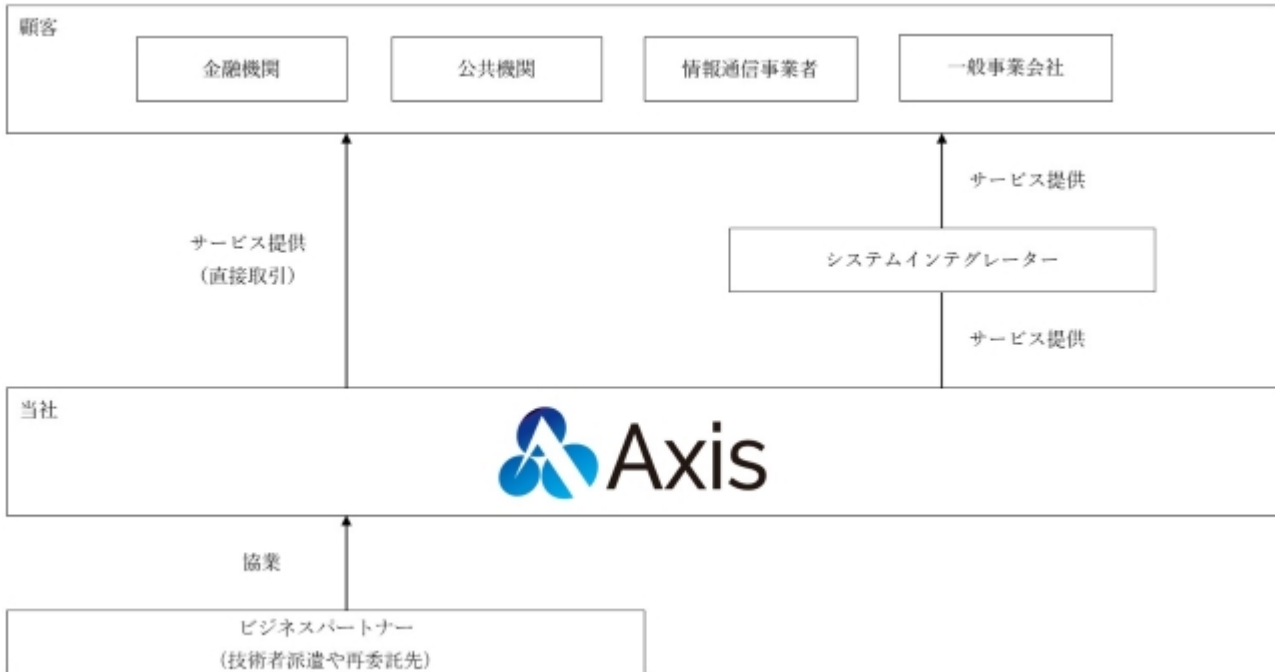 顧客
金融機関
公共機関
情報通信事業者
一般事業会社
サービス提供
サービス提供
(直接取引)
システムインテグレーター
サービス提供
当社
Axis
協業
ビジネスパートナー
(技術者派遣や再委託先)